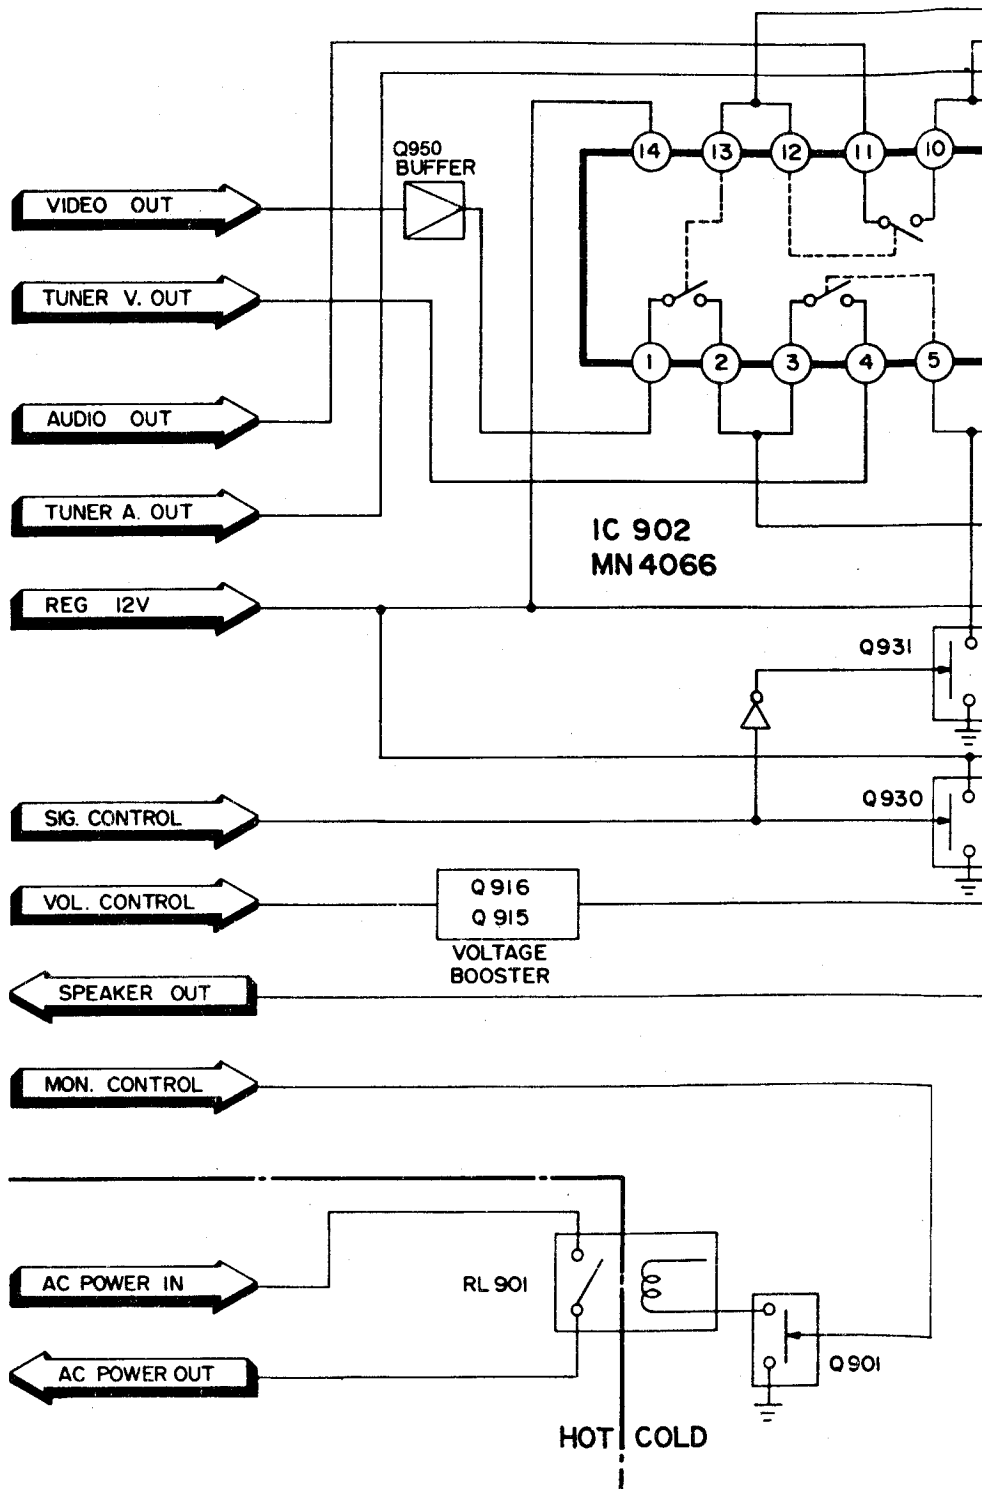 Q950
BUFFER
14
13
12
11
10
VIDEO OUT
TUNER V. OUT
1
2
3
4
5
AUDIO OUT
TUNER A. OUT
IC 902
MN 4066
REG 12V
Q931
SIG. CONTROL
Q930
VOL. CONTROL
Q916
Q915
VOLTAGE
BOOSTER
SPEAKER OUT
MON. CONTROL
AC POWER IN
RL 901
AC POWER OUT
Q901
HOT COLD